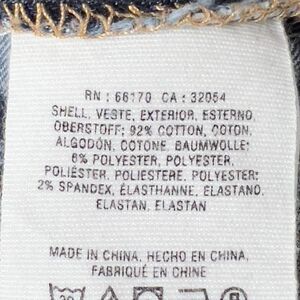 RN : 66170 CA : 32054
SHELL, VESTE, EXTERIOR, ESTERNO,
OBERSTOFF: 92% COTTON, COTON,
ALGODÓN, COTONE, BAUMWOLLE;
6% POLYESTER, POLYESTER,
POLIÉSTER, POLIESTERE, POLYESTER;
2% SPANDEX, ÉLASTHANNE, ELASTANO,
ELASTAN, ELASTAN
MADE IN CHINA, HECHO EN CHINA,
FABRIQUÉ EN CHINE